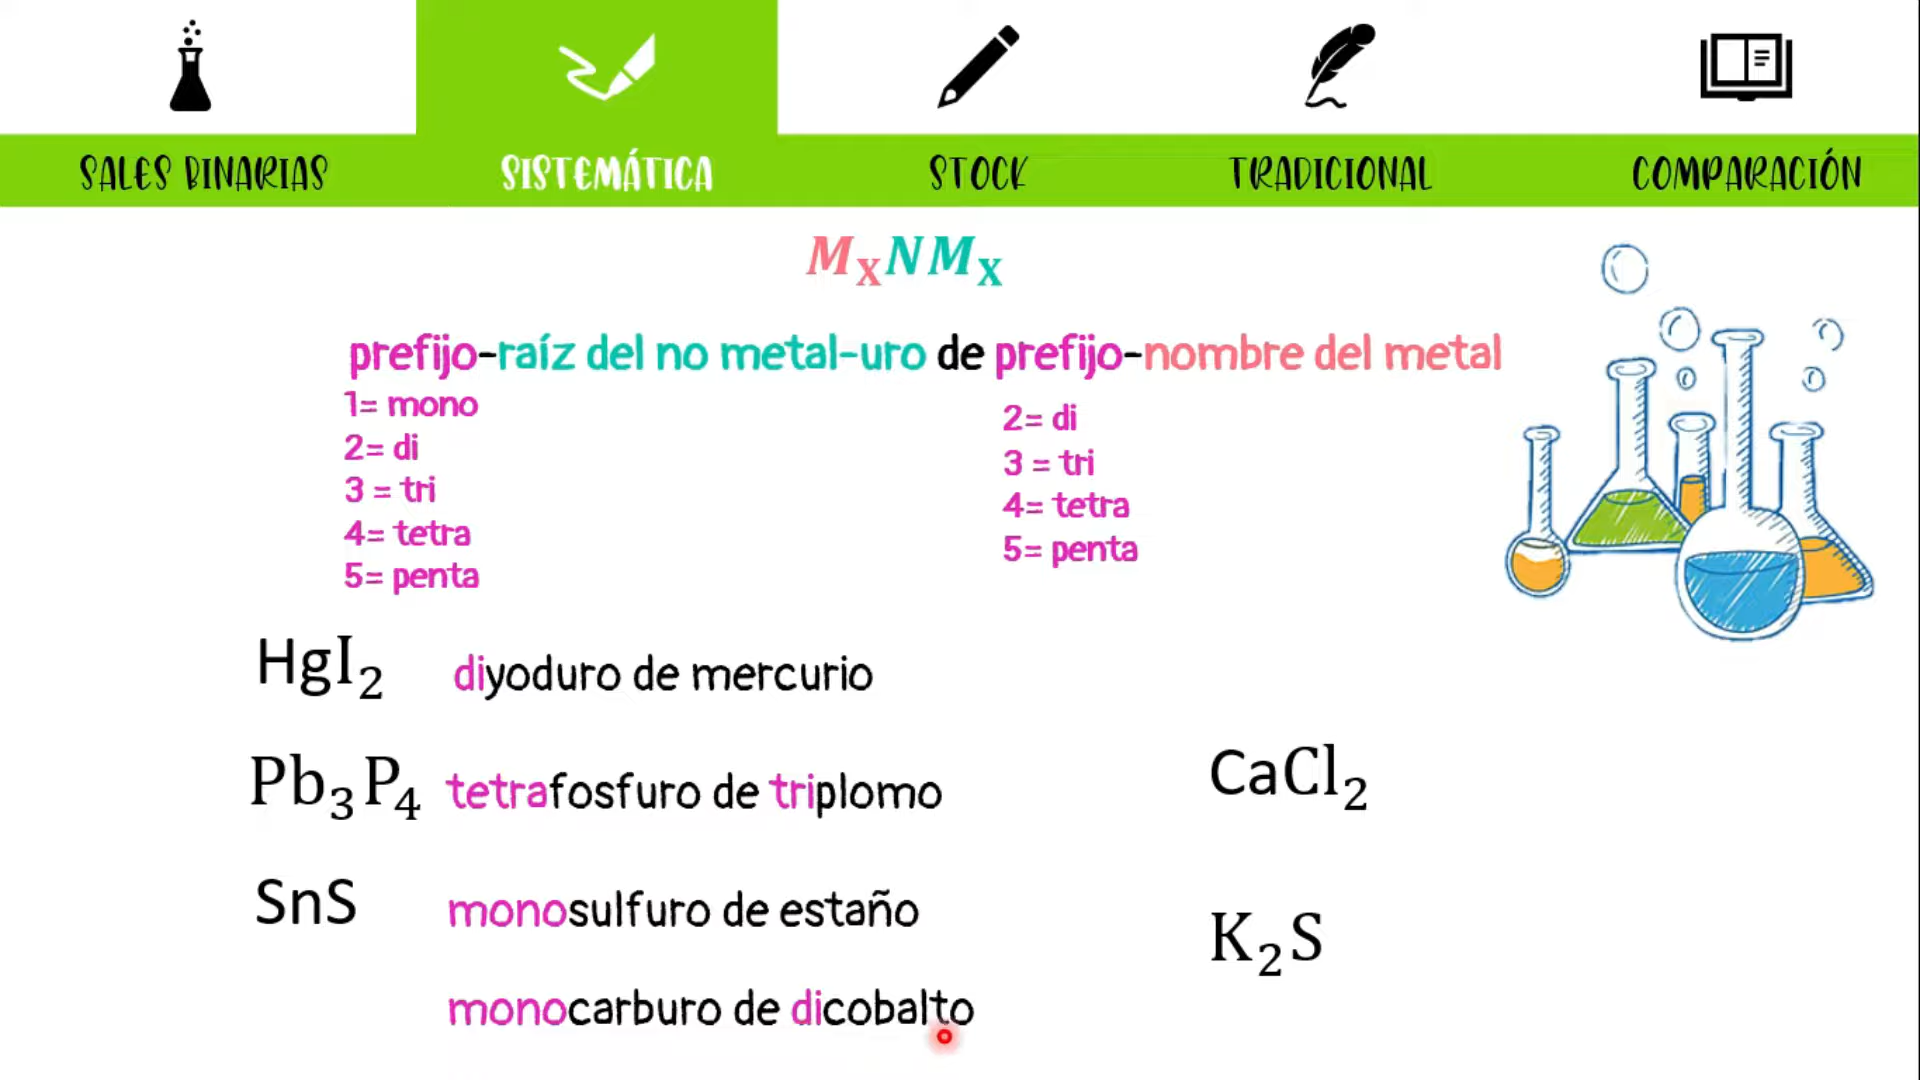 SALES BINARIAS
SISTEMÁTICA
STOCK
TRADICIONAL
COMPARACIÓN
MₓNMₓ
prefijo-raíz del no metal-uro de prefijo-nombre del metal
1= mono
2= di
3 = tri
4= tetra
5= penta
2= di
3 = tri
4= tetra
5= penta
HgI₂ diyoduro de mercurio
Pb₃P₄ tetrafosfuro de triplomo
SnS monosulfuro de estaño
monocarburo de dicobalto
CaCl₂
K₂S